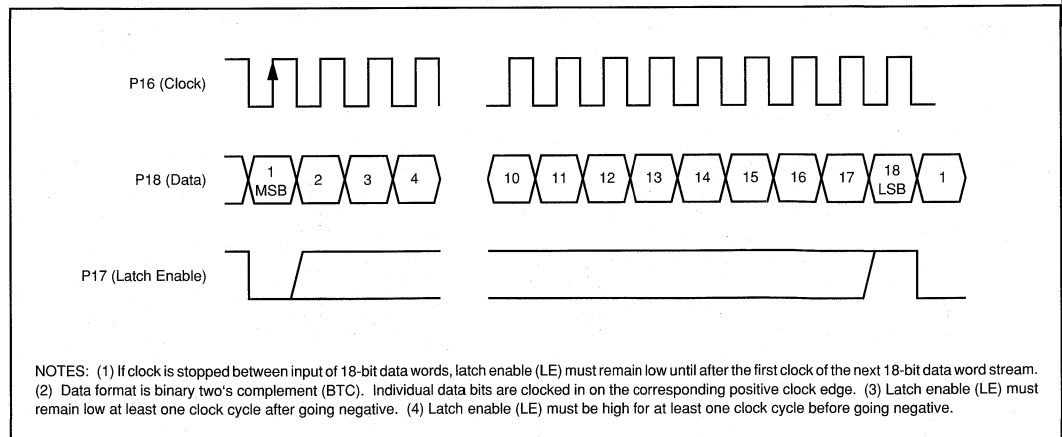 P16 (Clock)
P18 (Data)
1 MSB 2 3 4 10 11 12 13 14 15 16 17 18 LSB 1
P17 (Latch Enable)
NOTES: (1) If clock is stopped between input of 18-bit data words, latch enable (LE) must remain low until after the first clock of the next 18-bit data word stream.
(2) Data format is binary two's complement (BTC). Individual data bits are clocked in on the corresponding positive clock edge. (3) Latch enable (LE) must
remain low at least one clock cycle after going negative. (4) Latch enable (LE) must be high for at least one clock cycle before going negative.